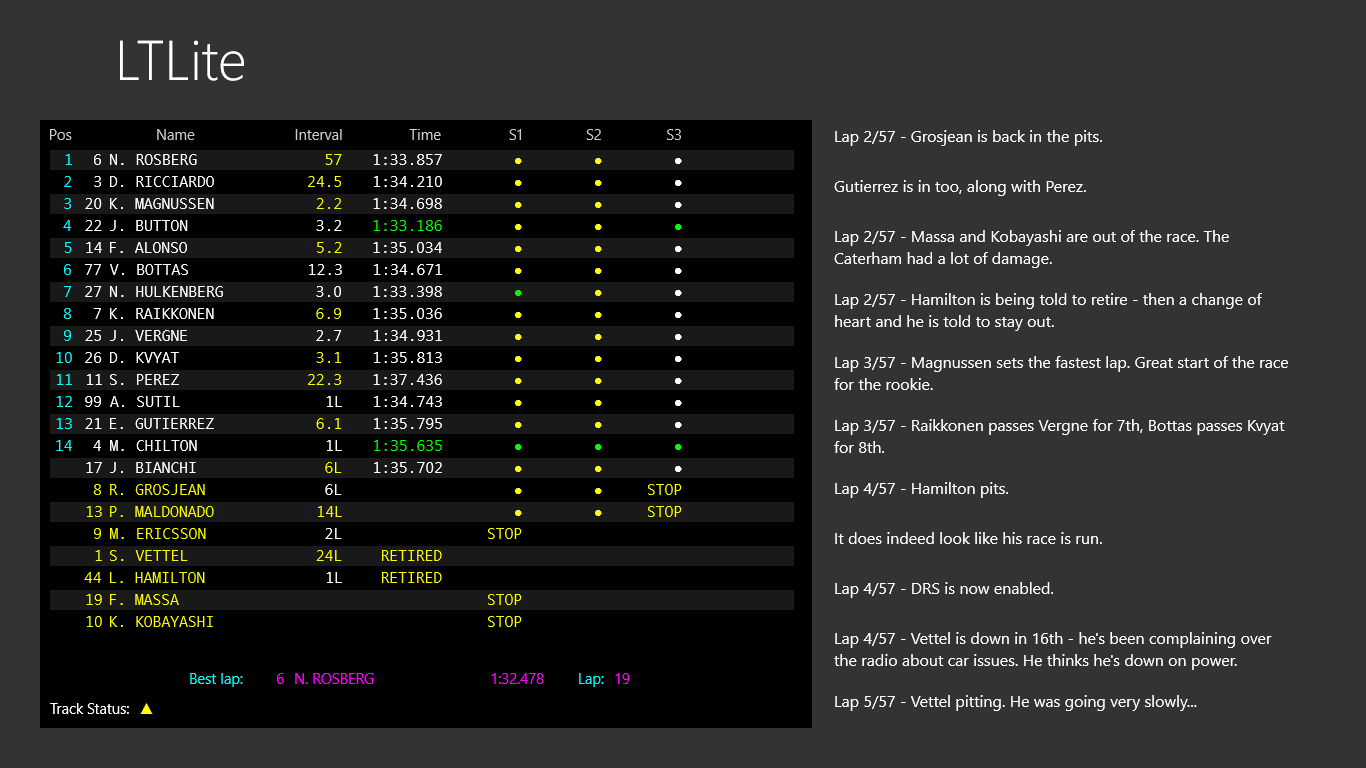 LTLite
Pos Name Interval Time S1 S2 S3
1 6 N. ROSBERG 57 1:33.857
2 3 D. RICCIARDO 24.5 1:34.210
3 20 K. MAGNUSSEN 2.2 1:34.698
4 22 J. BUTTON 3.2 1:33.186
5 14 F. ALONSO 5.2 1:35.034
6 77 V. BOTTAS 12.3 1:34.671
7 27 N. HULKENBERG 3.0 1:33.398
8 7 K. RAIKKONEN 6.9 1:35.036
9 25 J. VERGNE 2.7 1:34.931
10 26 D. KVYAT 3.1 1:35.813
11 11 S. PEREZ 22.3 1:37.436
12 99 A. SUTIL 1L 1:34.743
13 21 E. GUTIERREZ 6.1 1:35.795
14 4 M. CHILTON 1L 1:35.635
17 J. BIANCHI 6L 1:35.702
8 R. GROSJEAN 6L STOP
13 P. MALDONADO 14L STOP
9 M. ERICSSON 2L STOP
1 S. VETTEL 24L RETIRED
44 L. HAMILTON 1L RETIRED
19 F. MASSA STOP
10 K. KOBAYASHI STOP
Best lap: 6 N. ROSBERG 1:32.478 Lap: 19
Track Status:
Lap 2/57 - Grosjean is back in the pits.
Gutierrez is in too, along with Perez.
Lap 2/57 - Massa and Kobayashi are out of the race. The
Caterham had a lot of damage.
Lap 2/57 - Hamilton is being told to retire - then a change of
heart and he is told to stay out.
Lap 3/57 - Magnussen sets the fastest lap. Great start of the race
for the rookie.
Lap 3/57 - Raikkonen passes Vergne for 7th, Bottas passes Kvyat
for 8th.
Lap 4/57 - Hamilton pits.
It does indeed look like his race is run.
Lap 4/57 - DRS is now enabled.
Lap 4/57 - Vettel is down in 16th - he's been complaining over
the radio about car issues. He thinks he's down on power.
Lap 5/57 - Vettel pitting. He was going very slowly...